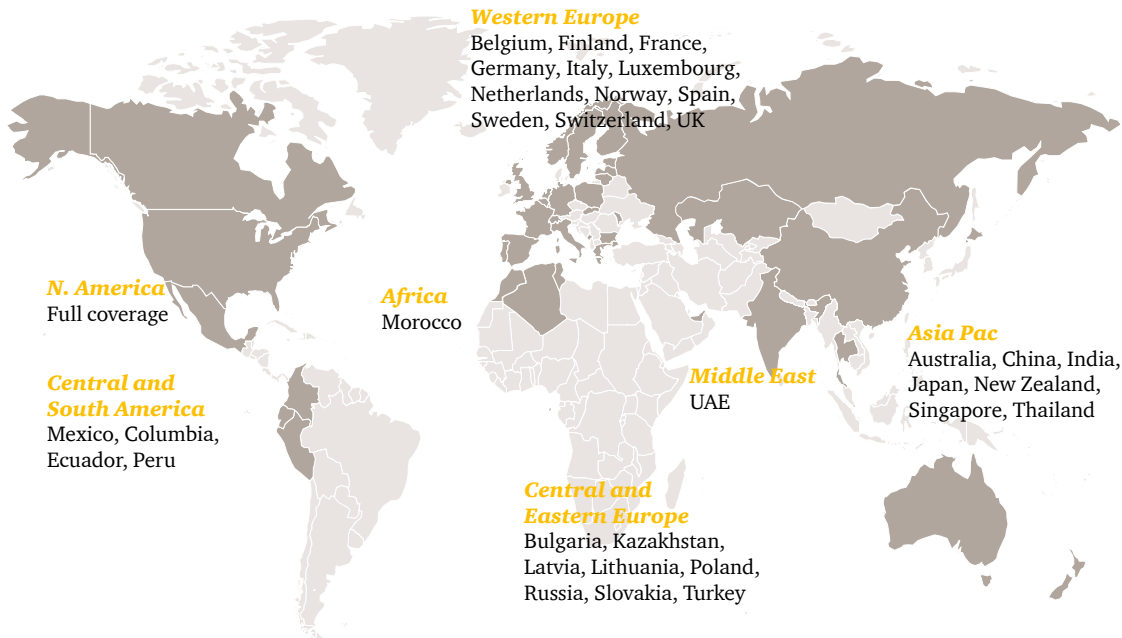 Western Europe
Belgium, Finland, France,
Germany, Italy, Luxembourg,
Netherlands, Norway, Spain,
Sweden, Switzerland, UK
N. America
Full coverage
Africa
Morocco
Asia Pac
Australia, China, India,
Japan, New Zealand,
Singapore, Thailand
Middle East
UAE
Central and
South America
Mexico, Columbia,
Ecuador, Peru
Central and
Eastern Europe
Bulgaria, Kazakhstan,
Latvia, Lithuania, Poland,
Russia, Slovakia, Turkey